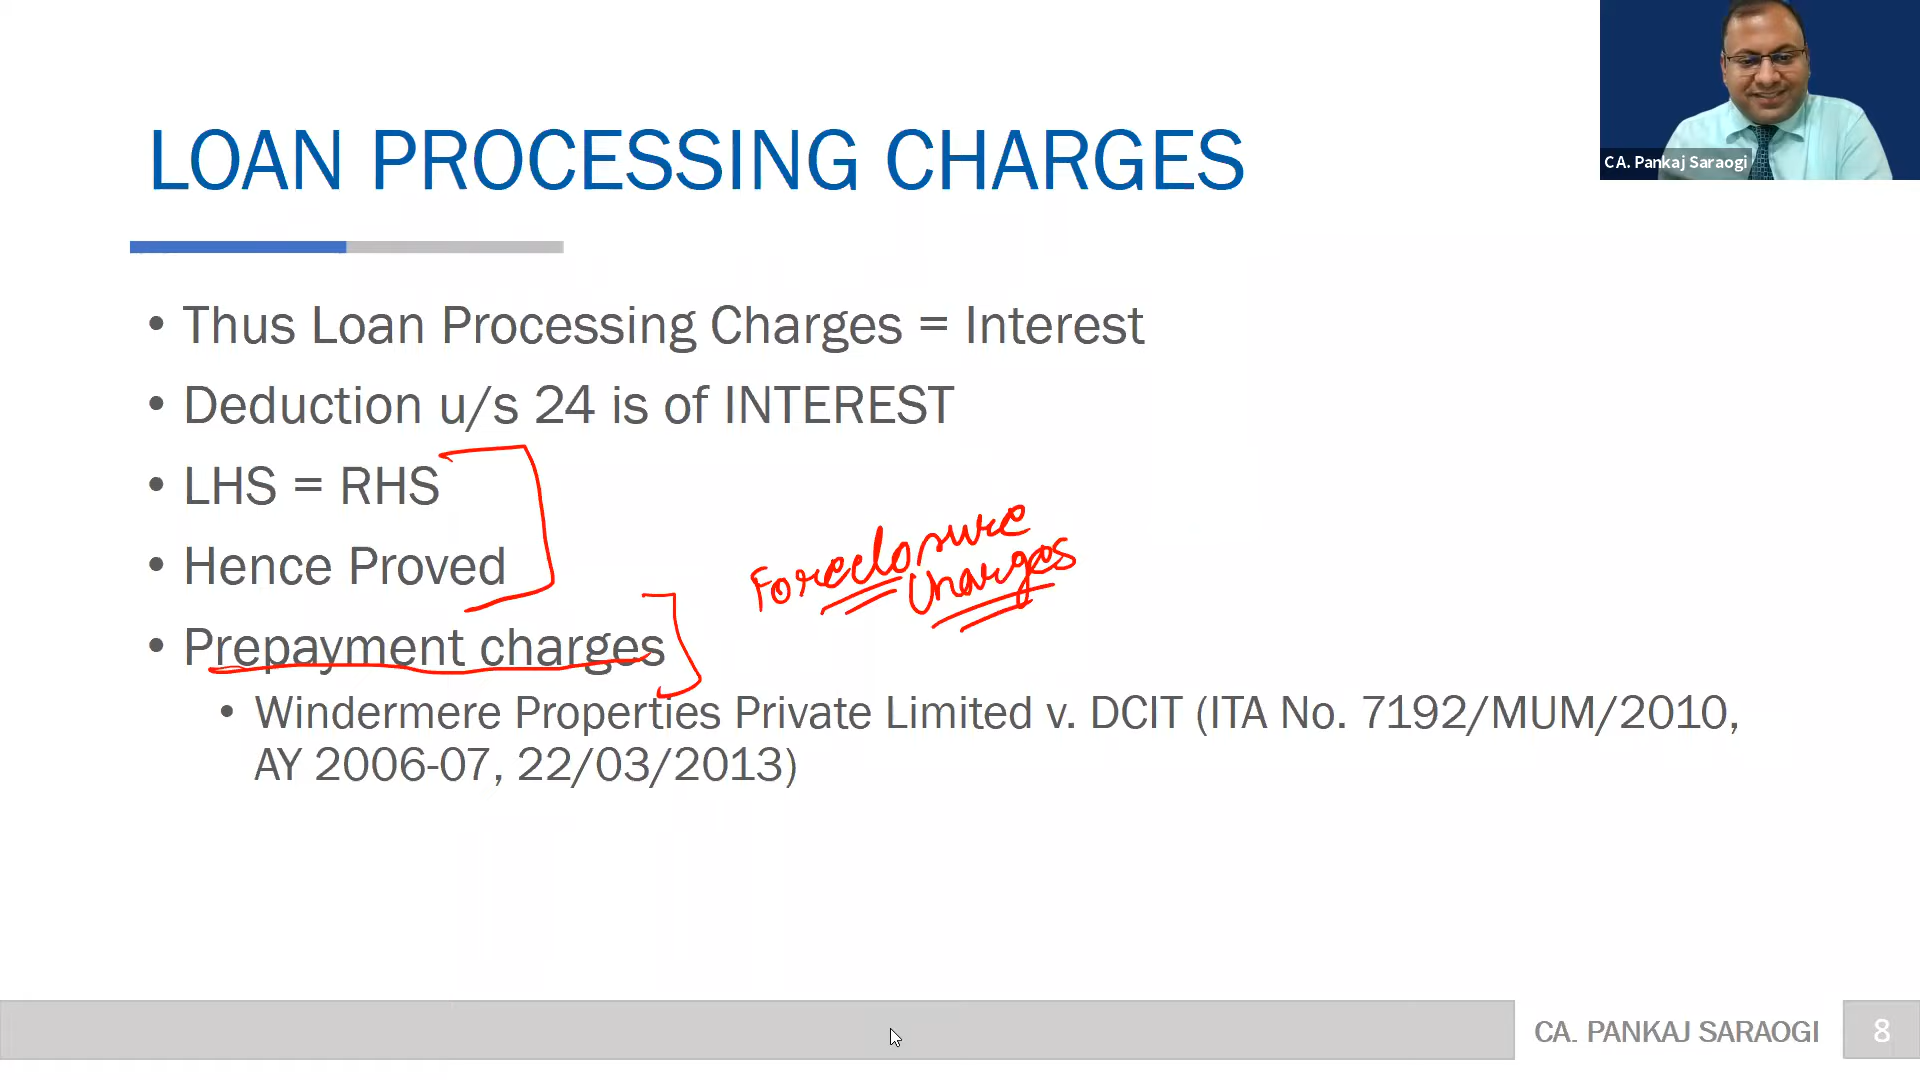 CA. Pankaj Saraogi
LOAN PROCESSING CHARGES
• Thus Loan Processing Charges = Interest
• Deduction u/s 24 is of INTEREST
• LHS = RHS
• Hence Proved
Foreclosure
Charges
• Prepayment charges
• Windermere Properties Private Limited v. DCIT (ITA No. 7192/MUM/2010,
AY 2006-07, 22/03/2013)
CA. PANKAJ SARAOGI
8